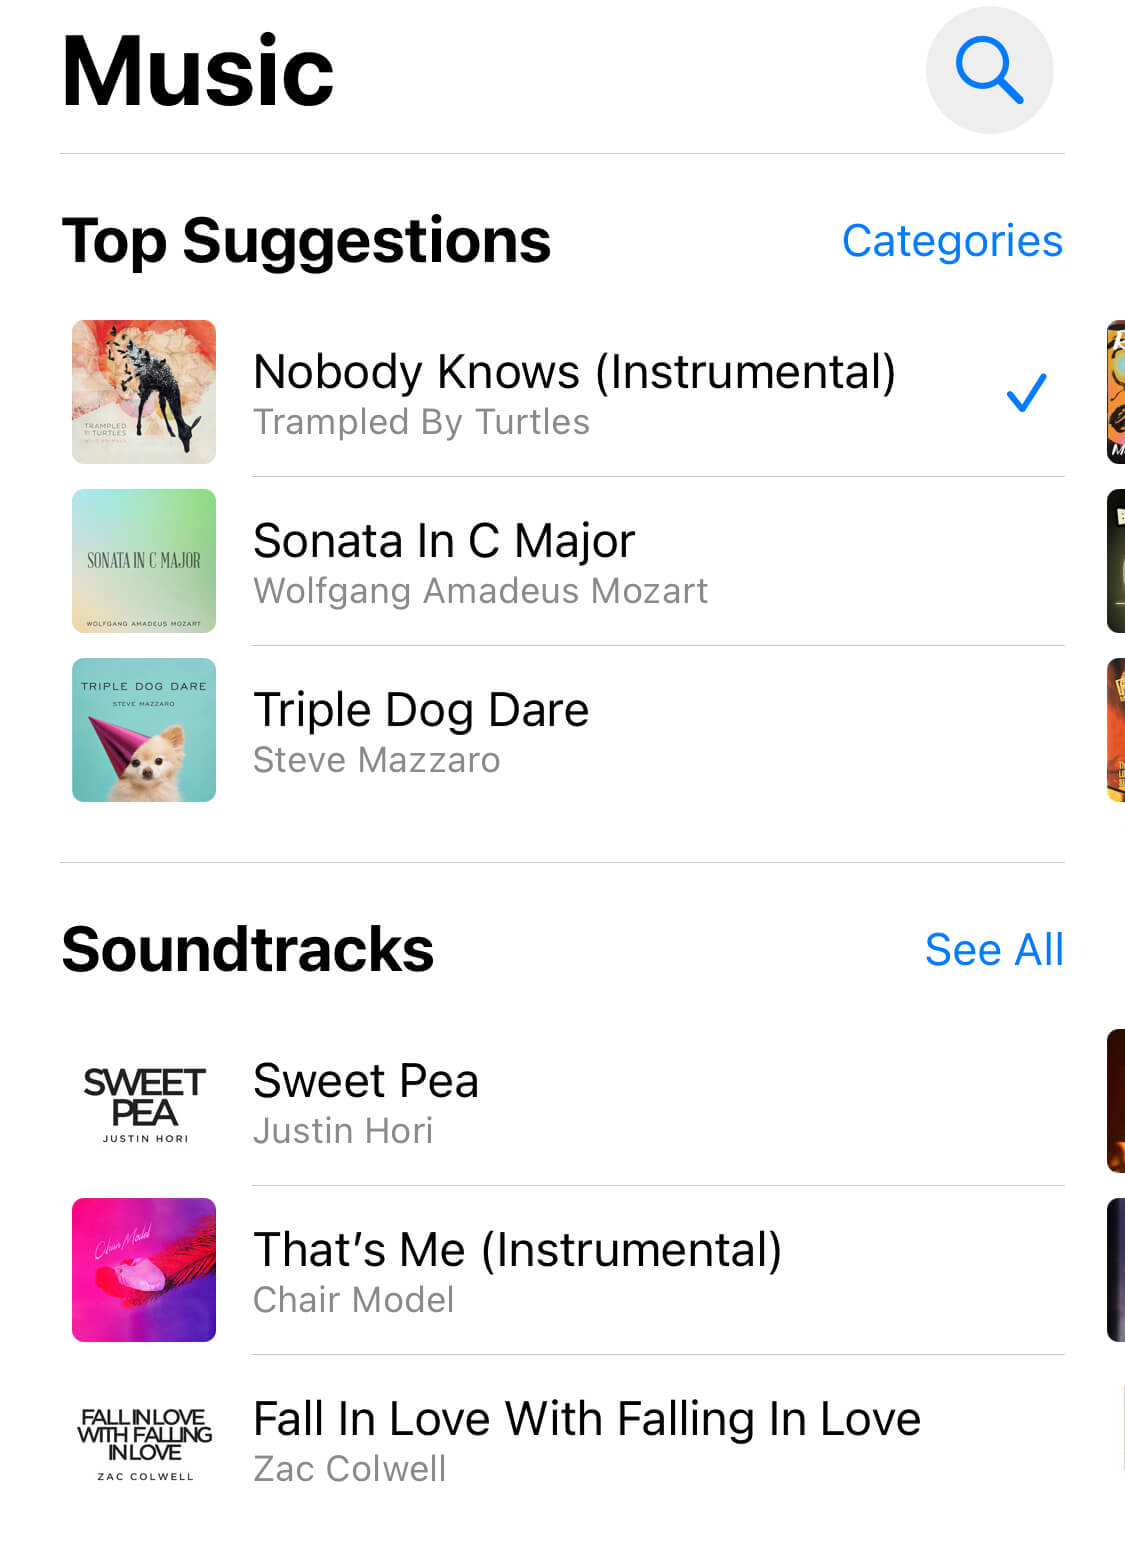 Music
Top Suggestions
Categories
TRAMPLED
BY TURTLES
Nobody Knows (Instrumental)
Trampled By Turtles
SONATA IN C MAJOR
WOLFGANG AMADEUS MOZART
Sonata In C Major
Wolfgang Amadeus Mozart
TRIPLE DOG DARE
STEVE MAZZARO
Triple Dog Dare
Steve Mazzaro
Soundtracks
See All
SWEET
PEA
JUSTIN HORI
Sweet Pea
Justin Hori
Chair Model
That’s Me (Instrumental)
Chair Model
FALL IN LOVE
WITH FALLING
IN LOVE
ZAC COLWELL
Fall In Love With Falling In Love
Zac Colwell